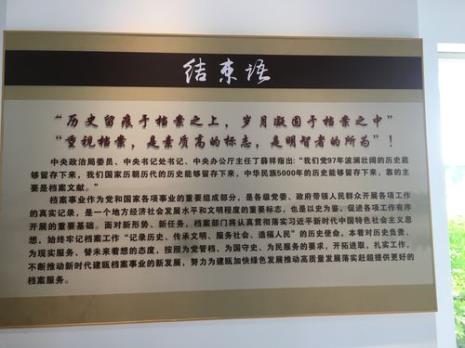 结束语
“历史留痕于档案之上，岁月凝固于档案之中”
“重视档案，是素质高的标志，是明智者的所为”！
中央政治局委员、中央书记处书记、中央办公厅主任丁薛祥指出：“我们党97年波澜壮阔的历史能
够留存下来，我们国家历朝历代的历史能够留存下来，中华民族5000年的历史能够留存下来，靠的主
要是档案文献。”
档案事业作为党和国家各项事业的重要组成部分，是各级党委、政府带领人民群众开展各项工作
的真实记录，是一个地方经济社会发展水平和文明程度的重要标志，也是以史为鉴、促进各项工作有序
开展的重要基础。面对新形势、新任务，档案部门将认真贯彻落实习近平新时代中国特色社会主义思
想，始终牢记档案工作“记录历史、传承文明、服务社会、造福人民”的历史使命，本着对历史负责、
为现实服务、替未来着想的态度，按照为党管档、为国守史、为民服务的要求，开拓进取，扎实工作，
不断推动新时代建瓯档案事业的新发展，努力为建瓯加快绿色发展推动高质量发展落实赶超提供更好的
档案服务。